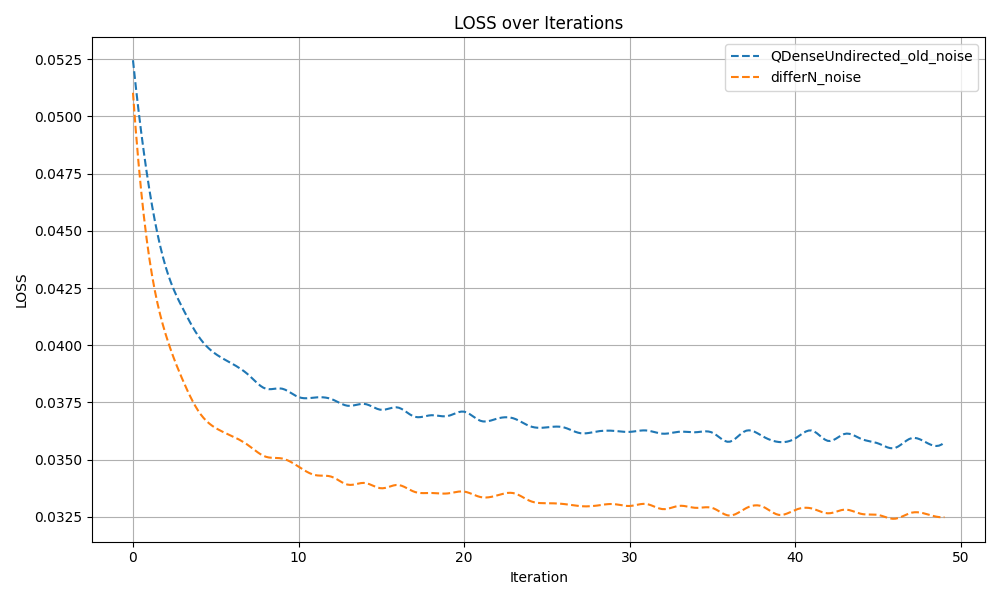 LOSS over Iterations
QDenseUndirected_old_noise
differN_noise
LOSS
0.0525
0.0500
0.0475
0.0450
0.0425
0.0400
0.0375
0.0350
0.0325
0 10 20 30 40 50
Iteration